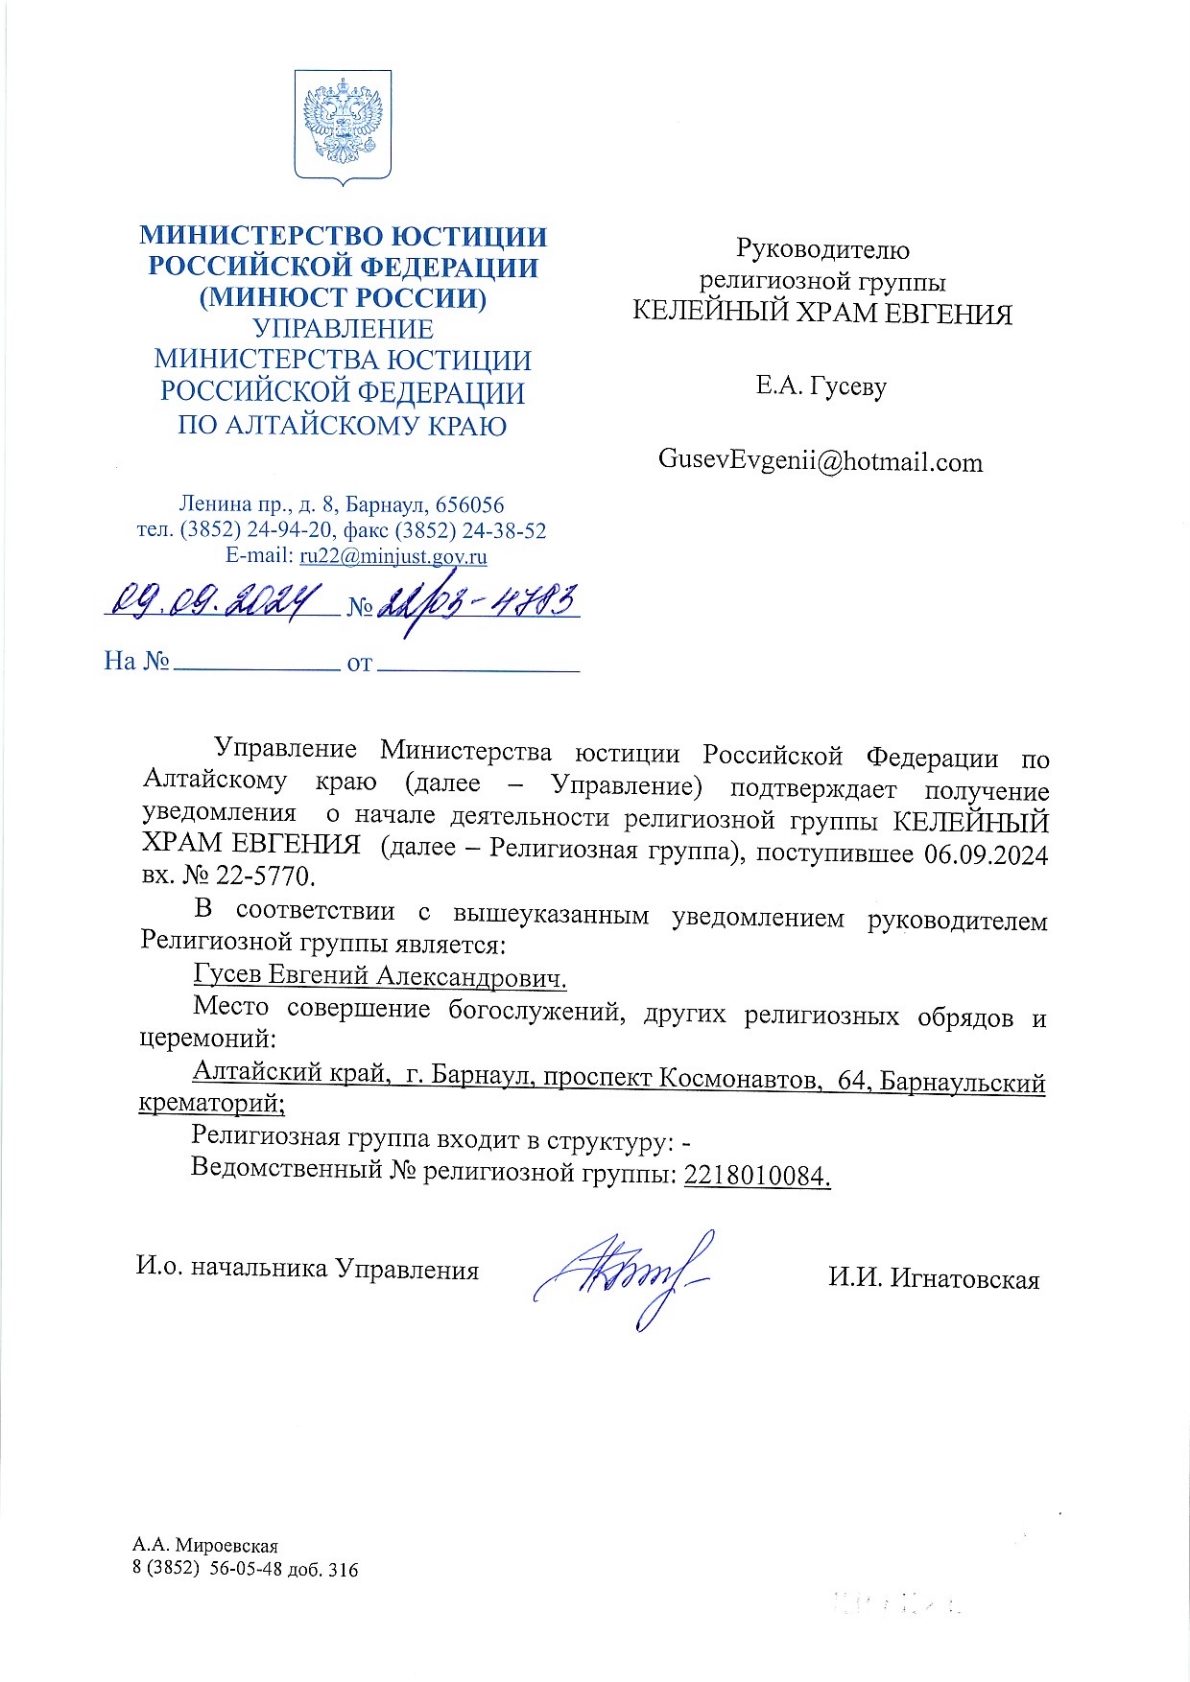 МИНИСТЕРСТВО ЮСТИЦИИ
РОССИЙСКОЙ ФЕДЕРАЦИИ
(МИНЮСТ РОССИИ)
УПРАВЛЕНИЕ
МИНИСТЕРСТВА ЮСТИЦИИ
РОССИЙСКОЙ ФЕДЕРАЦИИ
ПО АЛТАЙСКОМУ КРАЮ
Ленина пр., д. 8, Барнаул, 656056
тел. (3852) 24-94-20, факс (3852) 24-38-52
E-mail: ru22@minjust.gov.ru
09.09.2024 № 22/03-4783
На № от
Руководителю
религиозной группы
КЕЛЕЙНЫЙ ХРАМ ЕВГЕНИЯ
Е.А. Гусеву
GusevEvgenii@hotmail.com
Управление Министерства юстиции Российской Федерации по
Алтайскому краю (далее – Управление) подтверждает получение
уведомления о начале деятельности религиозной группы КЕЛЕЙНЫЙ
ХРАМ ЕВГЕНИЯ (далее – Религиозная группа), поступившее 06.09.2024
вх. № 22-5770.
В соответствии с вышеуказанным уведомлением руководителем
Религиозной группы является:
Гусев Евгений Александрович.
Место совершение богослужений, других религиозных обрядов и
церемоний:
Алтайский край, г. Барнаул, проспект Космонавтов, 64, Барнаульский
крематорий;
Религиозная группа входит в структуру: -
Ведомственный № религиозной группы: 2218010084.
И.о. начальника Управления
И.И. Игнатовская
А.А. Мироевская
8 (3852) 56-05-48 доб. 316